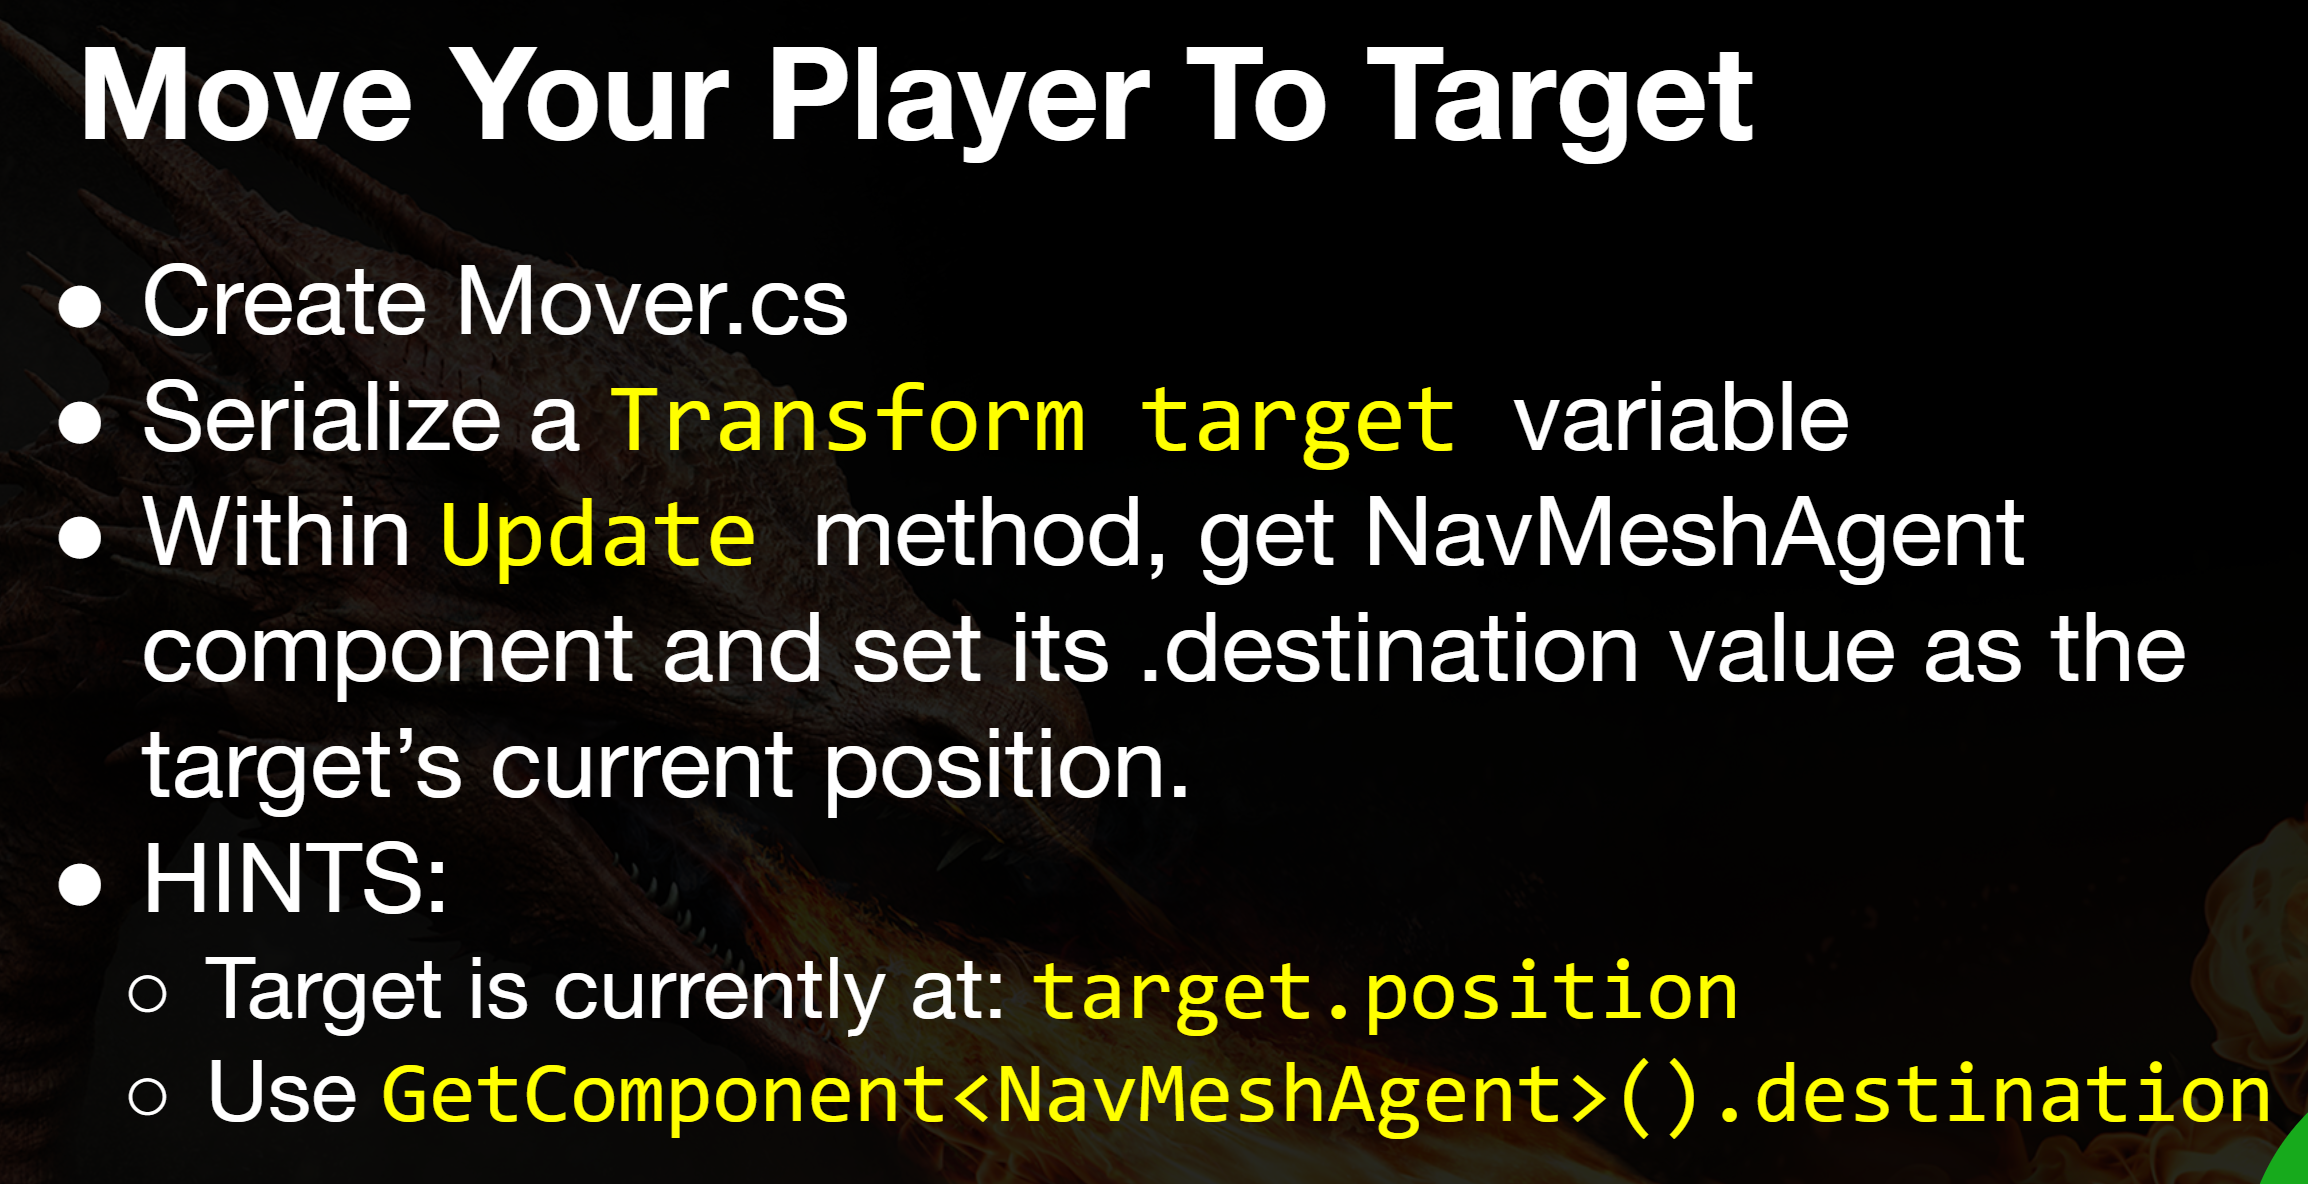 Move Your Player To Target
● Create Mover.cs
● Serialize a Transform target variable
● Within Update method, get NavMeshAgent
component and set its .destination value as the
target’s current position.
● HINTS:
○ Target is currently at: target.position
○ Use GetComponent<NavMeshAgent>().destination